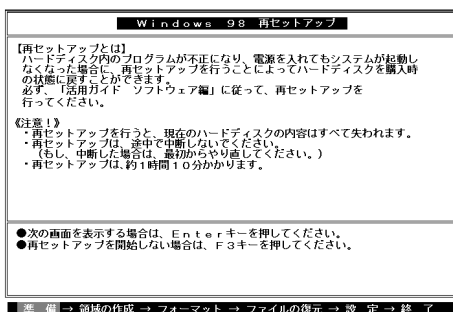 Windows 98 再セットアップ
【再セットアップとは】
ハードディスク内のプログラムが不正になり、電源を入れてもシステムが起動し
なくなった場合に、再セットアップを行うことによってハードディスクを購入時
の状態に戻すことができます。
必ず、「活用ガイド ソフトウェア編」に従って、再セットアップを
行ってください。
《注意!》
・再セットアップを行うと、現在のハードディスクの内容はすべて失われます。
・再セットアップは、途中で中断しないでください。
(もし、中断した場合は、最初からやり直してください。)
・再セットアップは、約1時間10分かかります。
●次の画面を表示する場合は、Enterキーを押してください。
●再セットアップを開始しない場合は、F3キーを押してください。
準 備 → 領域の作成 → フォーマット → ファイルの復元 → 設 定 → 終 了